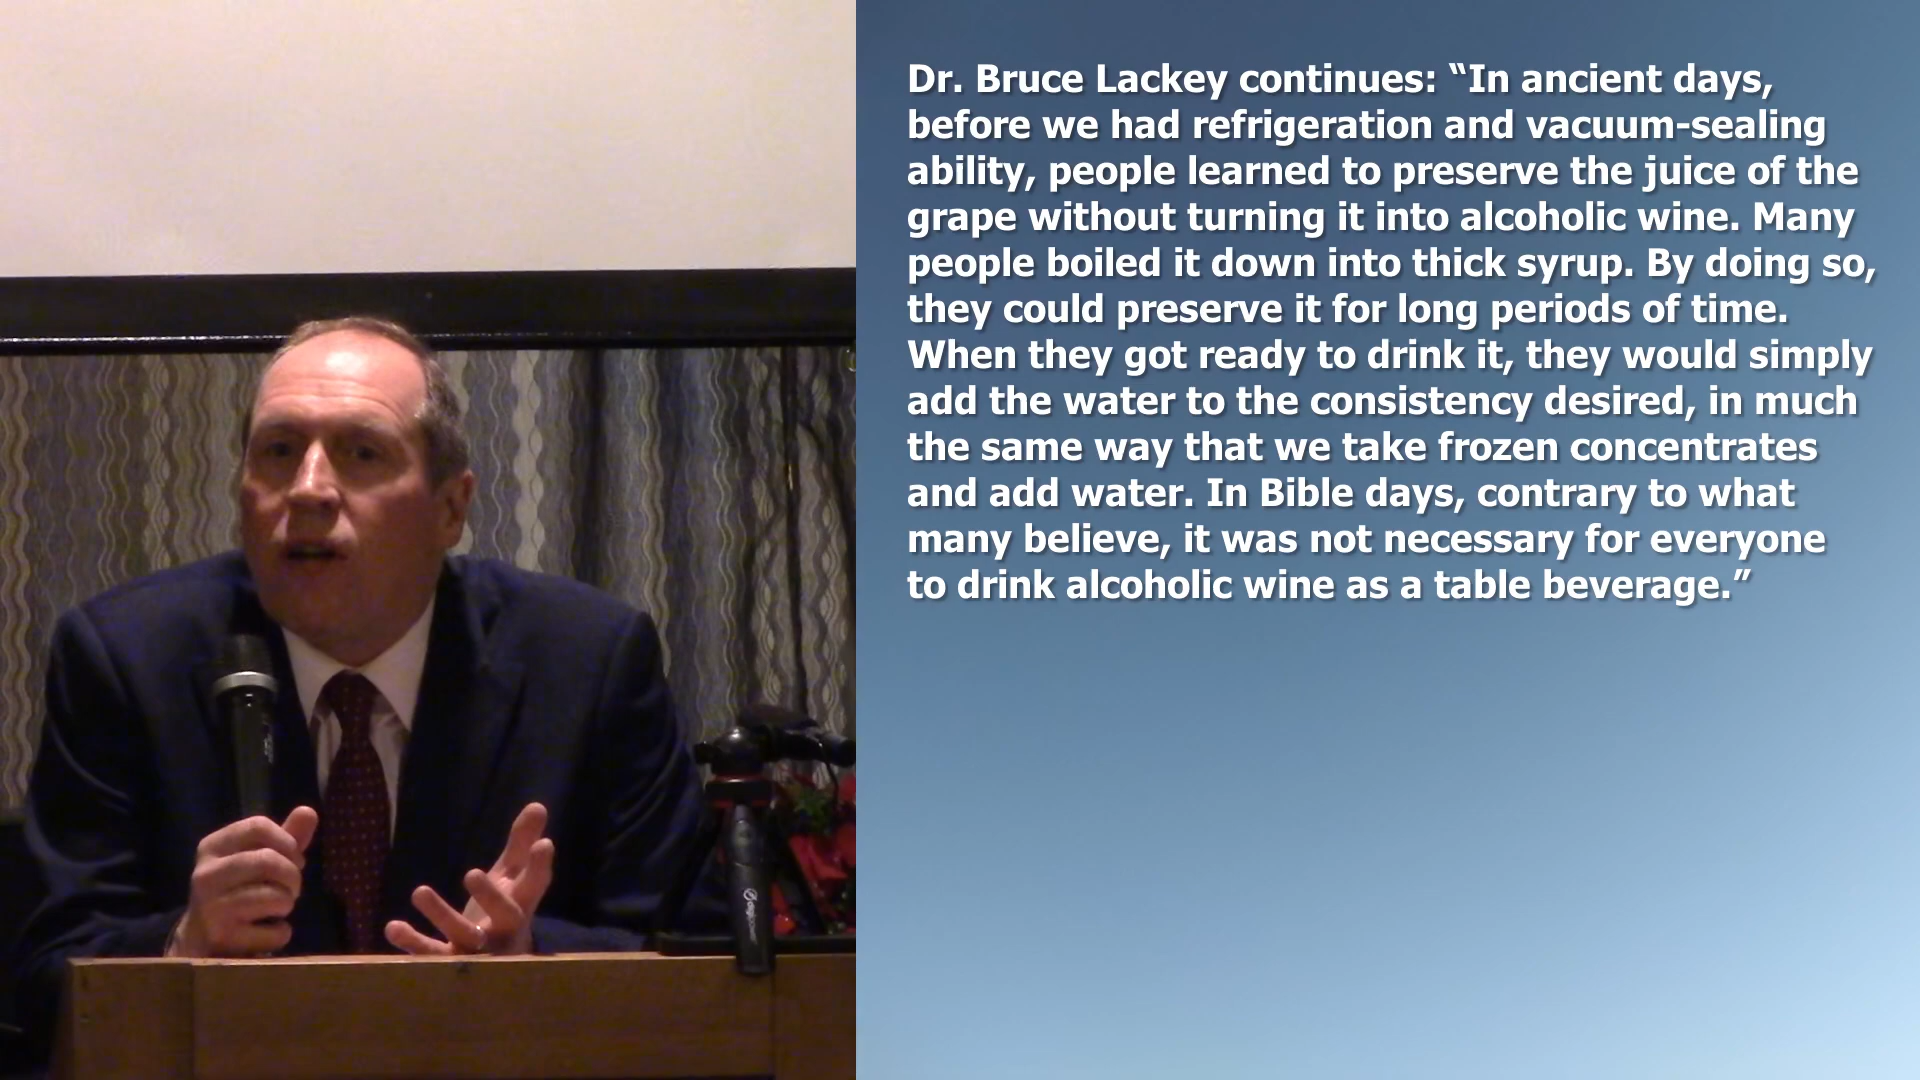 Dr. Bruce Lackey continues: “In ancient days,
before we had refrigeration and vacuum-sealing
ability, people learned to preserve the juice of the
grape without turning it into alcoholic wine. Many
people boiled it down into thick syrup. By doing so,
they could preserve it for long periods of time.
When they got ready to drink it, they would simply
add the water to the consistency desired, in much
the same way that we take frozen concentrates
and add water. In Bible days, contrary to what
many believe, it was not necessary for everyone
to drink alcoholic wine as a table beverage.”